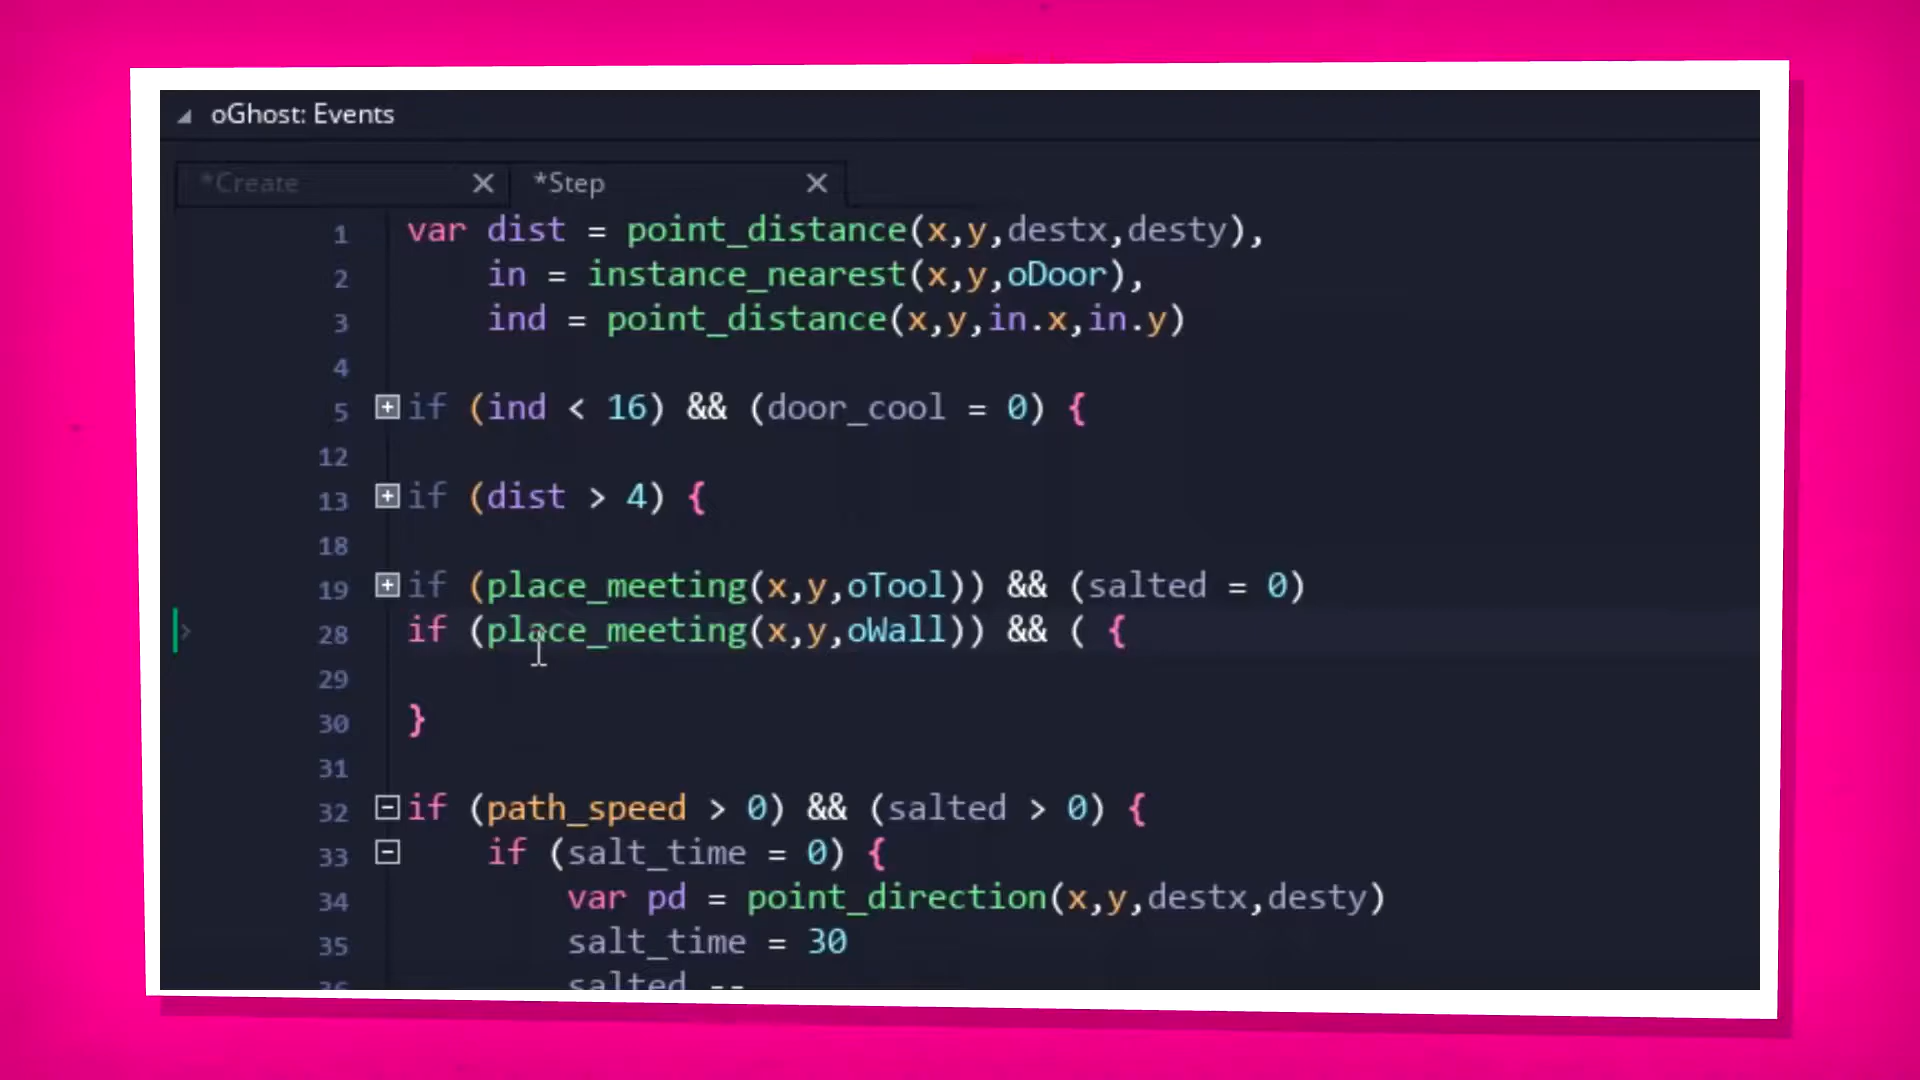 oGhost: Events
*Create *Step
1 var dist = point_distance(x,y,destx,desty),
2 in = instance_nearest(x,y,oDoor),
3 ind = point_distance(x,y,in.x,in.y)
4
5 if (ind < 16) && (door_cool = 0) {
12
13 if (dist > 4) {
18
19 if (place_meeting(x,y,oTool)) && (salted = 0)
28 if (place_meeting(x,y,oWall)) && ( {
29
30 }
31
32 if (path_speed > 0) && (salted > 0) {
33 if (salt_time = 0) {
34 var pd = point_direction(x,y,destx,desty)
35 salt_time = 30
36 salted --